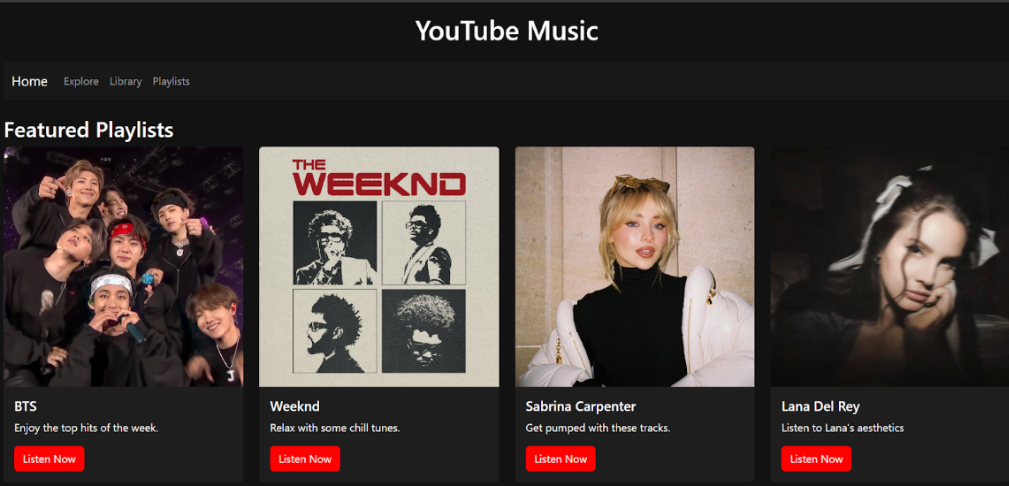 YouTube Music
Home Explore Library Playlists
Featured Playlists
THE
WEEKND
BTS
Enjoy the top hits of the week.
Listen Now
Weeknd
Relax with some chill tunes.
Listen Now
Sabrina Carpenter
Get pumped with these tracks.
Listen Now
Lana Del Rey
Listen to Lana's aesthetics
Listen Now